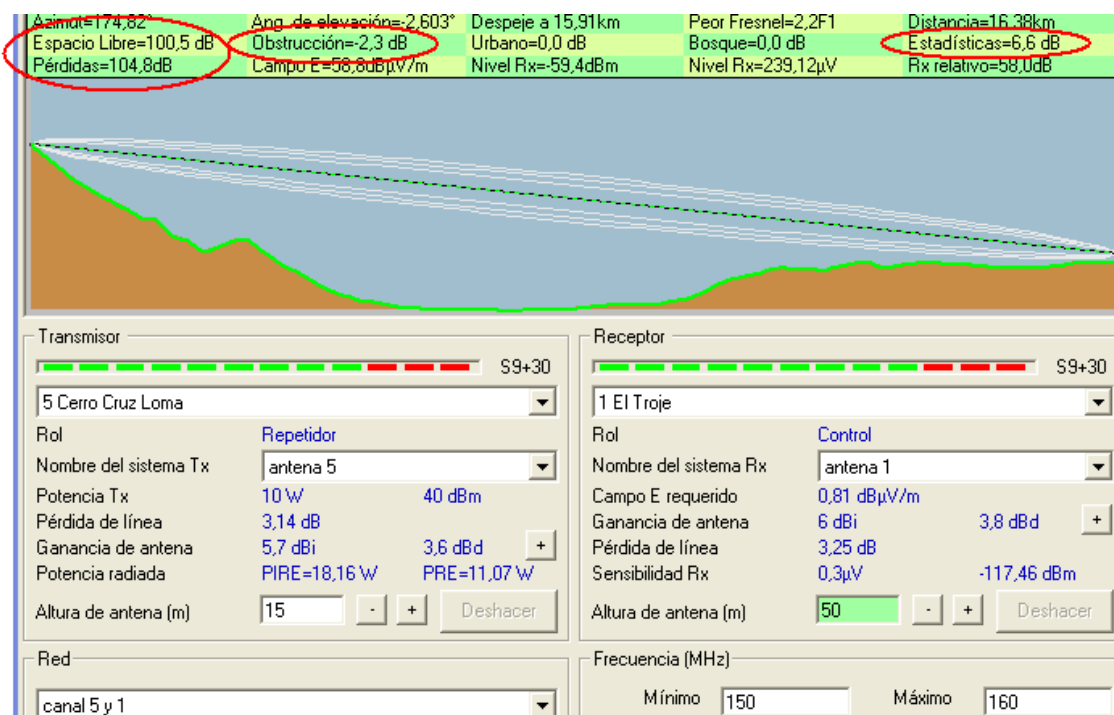 Azimut=174,82° Ang. de elevación=-2,603° Despeje a 15,91km Peor Fresnel=2,2F1 Distancia=16,38km
Espacio Libre=100,5 dB Obstrucción=-2,3 dB Urbano=0,0 dB Bosque=0,0 dB Estadísticas=6,6 dB
Pérdidas=104,8dB Campo E=58,8dBµV/m Nivel Rx=-59,4dBm Nivel Rx=239,12µV Rx relativo=58,0dB
Transmisor Receptor
S9+30 S9+30
5 Cerro Cruz Loma 1 El Troje
Rol Repetidor Rol Control
Nombre del sistema Tx antena 5 Nombre del sistema Rx antena 1
Potencia Tx 10 W 40 dBm Campo E requerido 0,81 dBµV/m
Pérdida de línea 3,14 dB Ganancia de antena 6 dBi 3,8 dBd +
Ganancia de antena 5,7 dBi 3,6 dBd + Pérdida de línea 3,25 dB
Potencia radiada PIRE=18,16 W PRE=11,07 W Sensibilidad Rx 0,3µV -117,46 dBm
Altura de antena (m) 15 - + Deshacer Altura de antena (m) 50 - + Deshacer
Red Frecuencia (MHz)
canal 5 y 1 Mínimo 150 Máximo 160